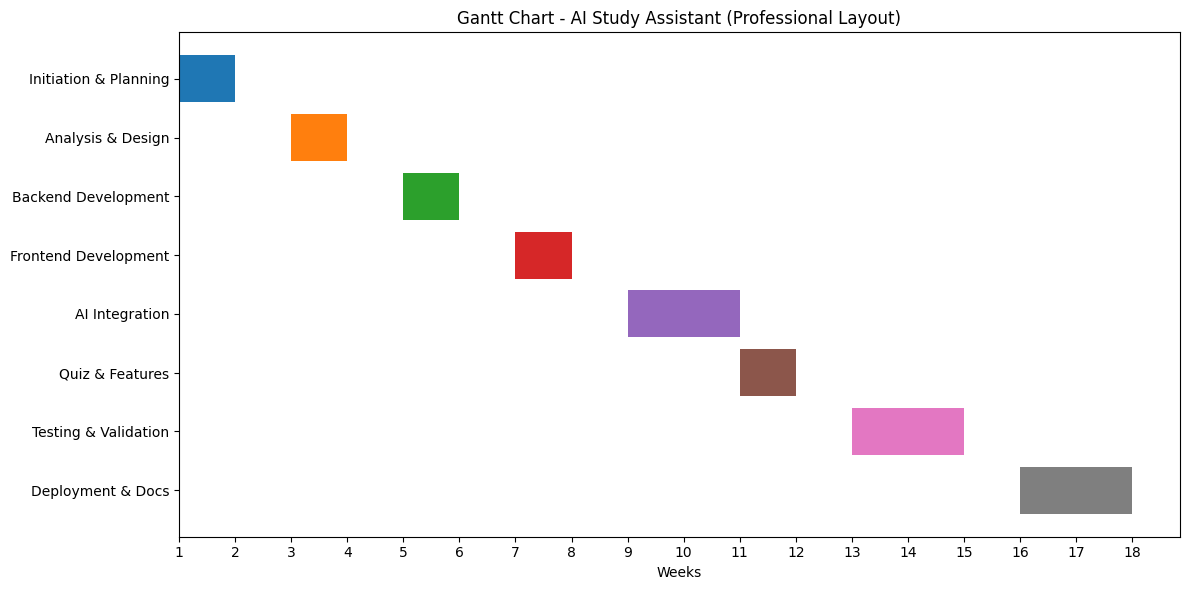 Gantt Chart - AI Study Assistant (Professional Layout)
Initiation & Planning
Analysis & Design
Backend Development
Frontend Development
AI Integration
Quiz & Features
Testing & Validation
Deployment & Docs
1 2 3 4 5 6 7 8 9 10 11 12 13 14 15 16 17 18
Weeks